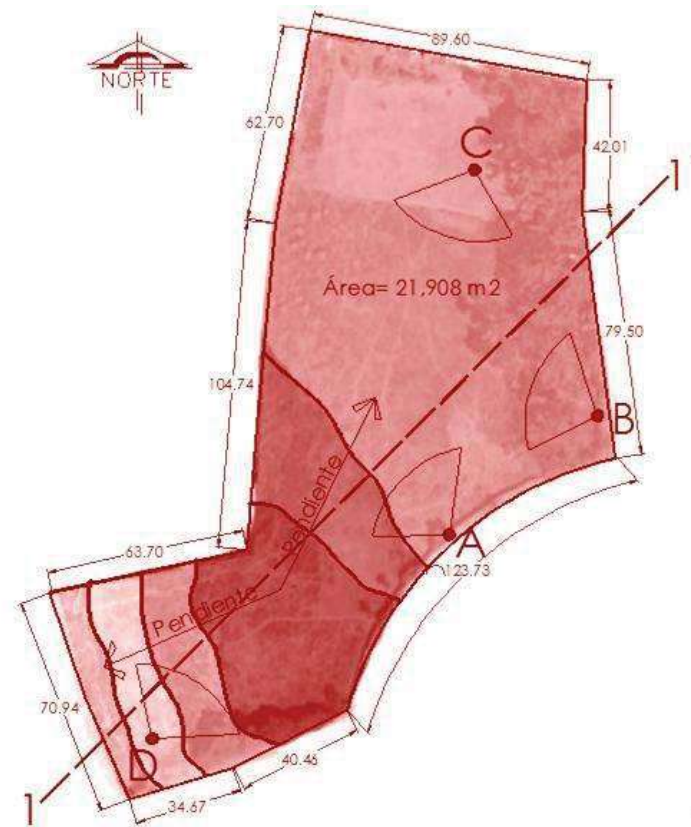 NORTE
89.60
62.70
42.01
C
1
Área= 21,908 m2
79.50
104.74
B
Pendiente
A
123.73
63.70
Pendiente
70.94
D
40.46
34.67
1